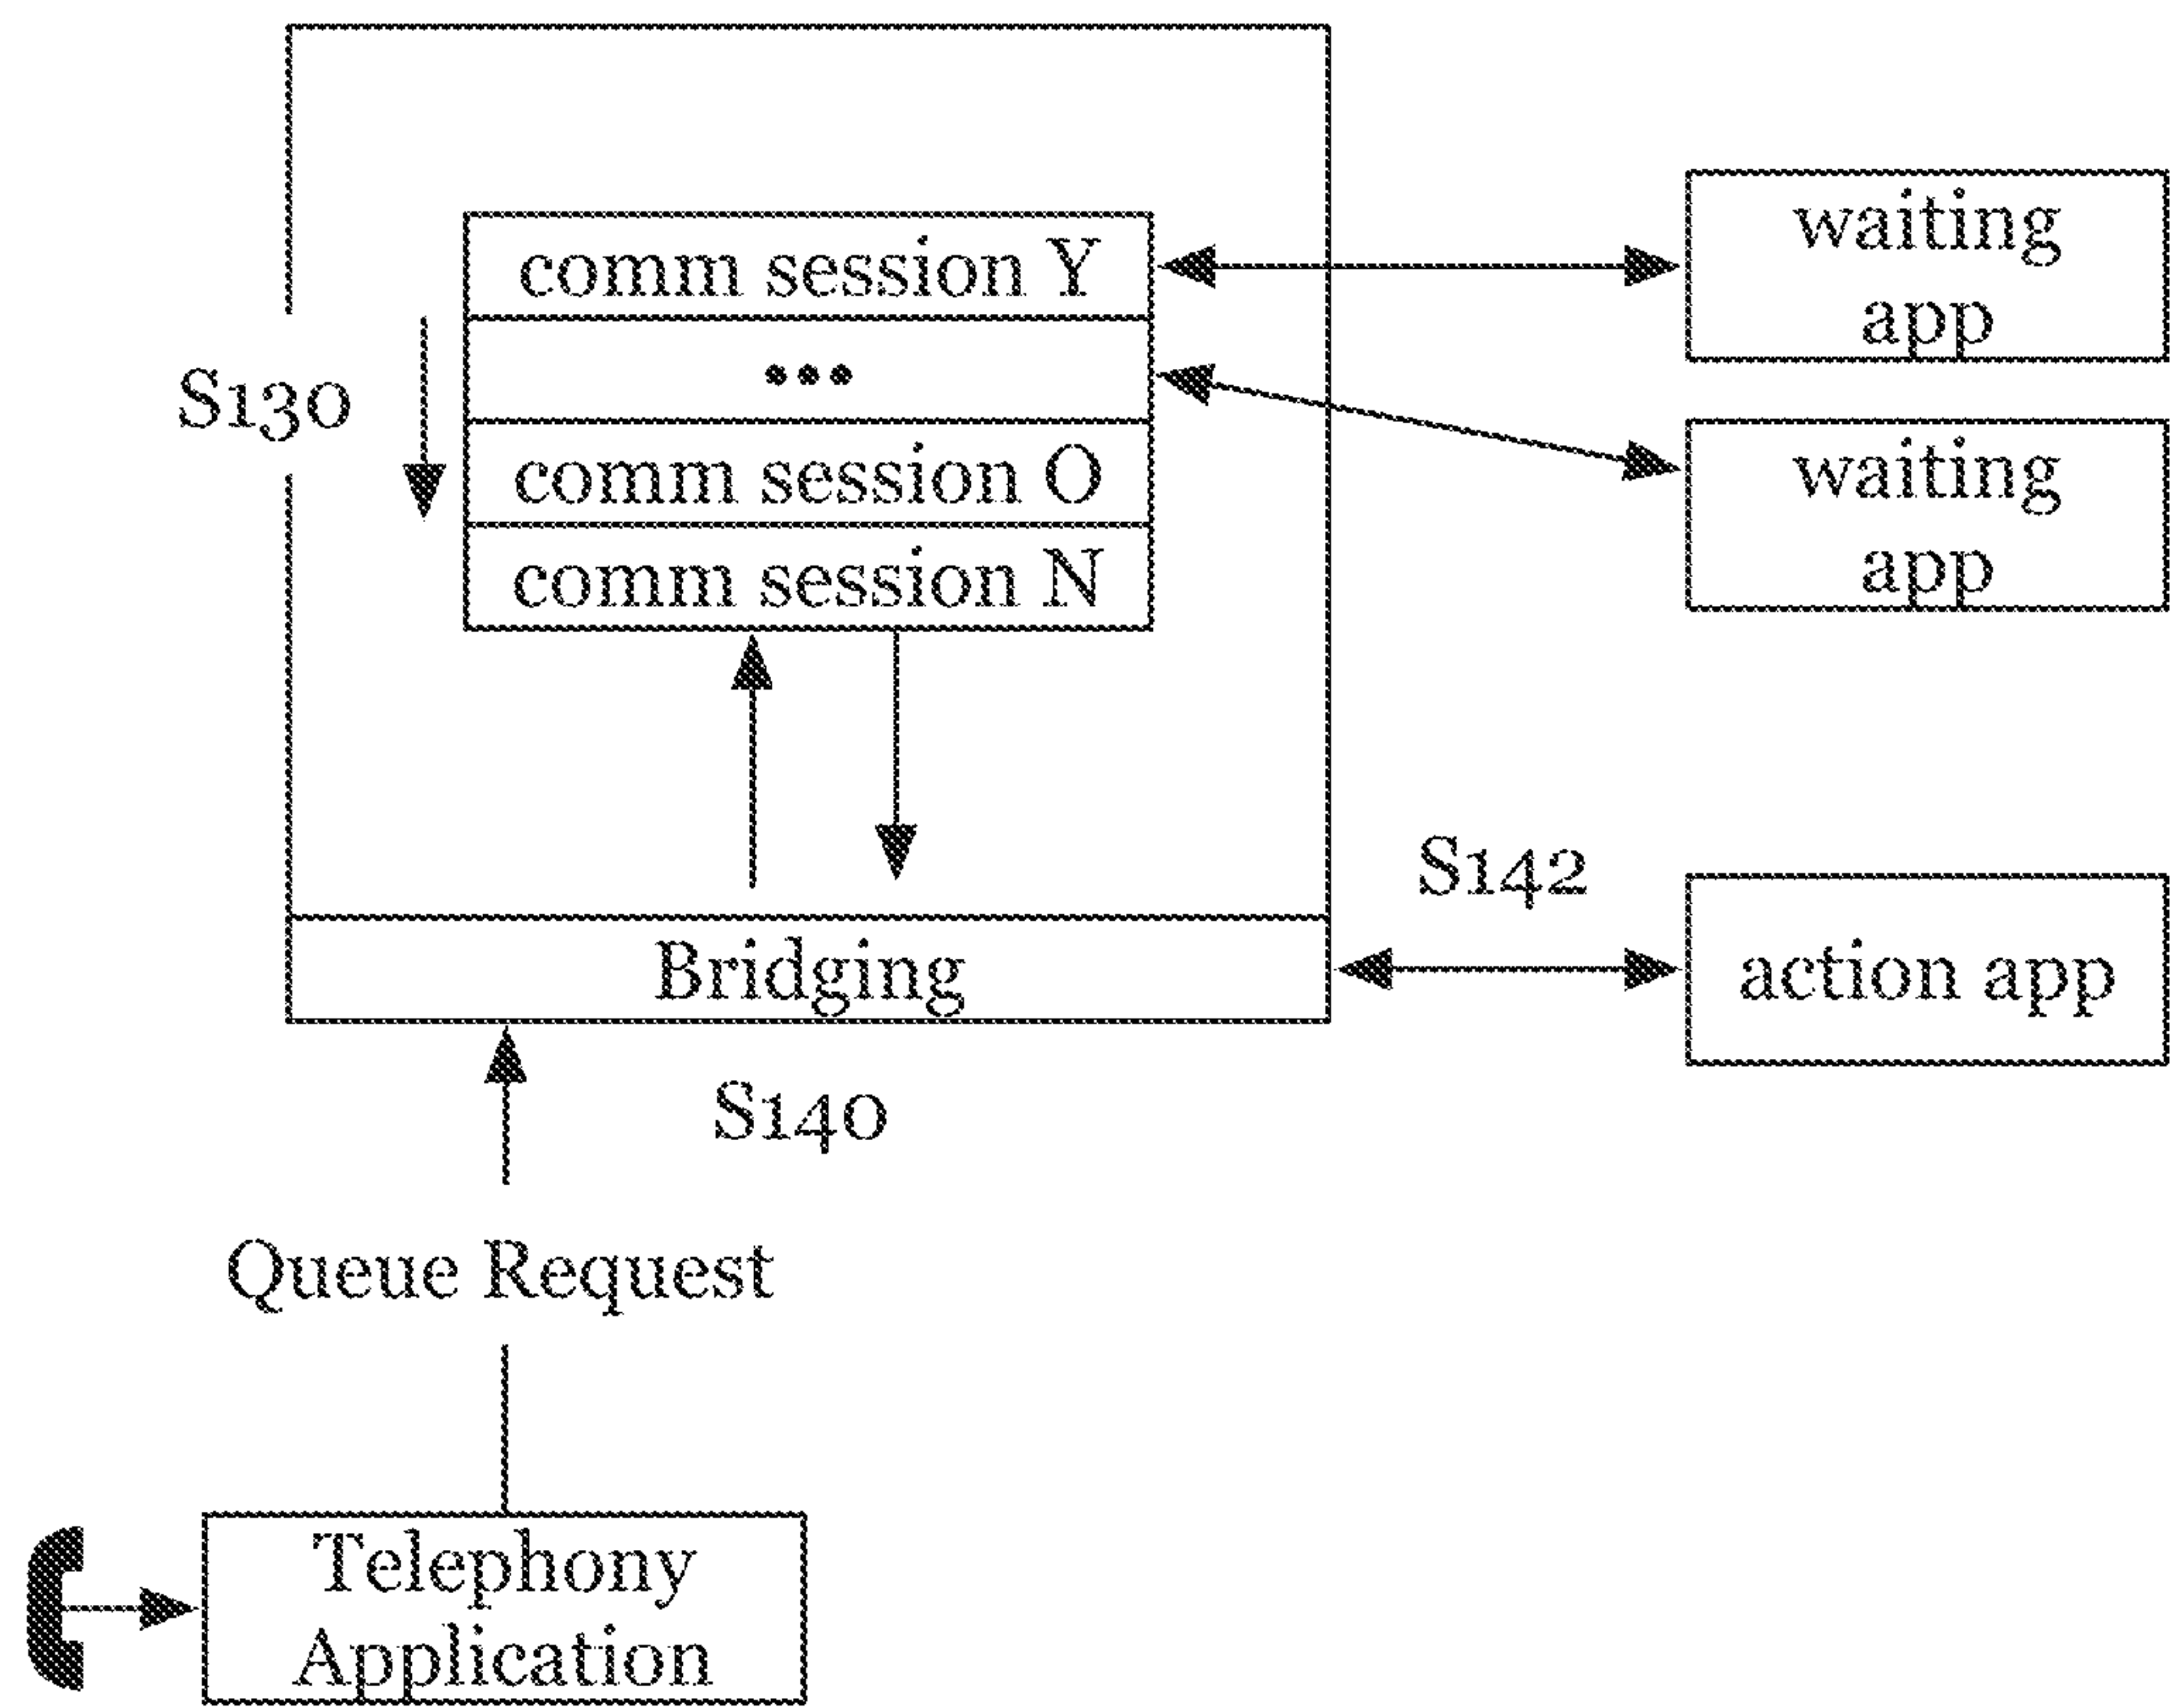 comm session Y
•••
comm session O
comm session N
S130
waiting
app
waiting
app
S142
Bridging
action app
S140
Queue Request
Telephony
Application